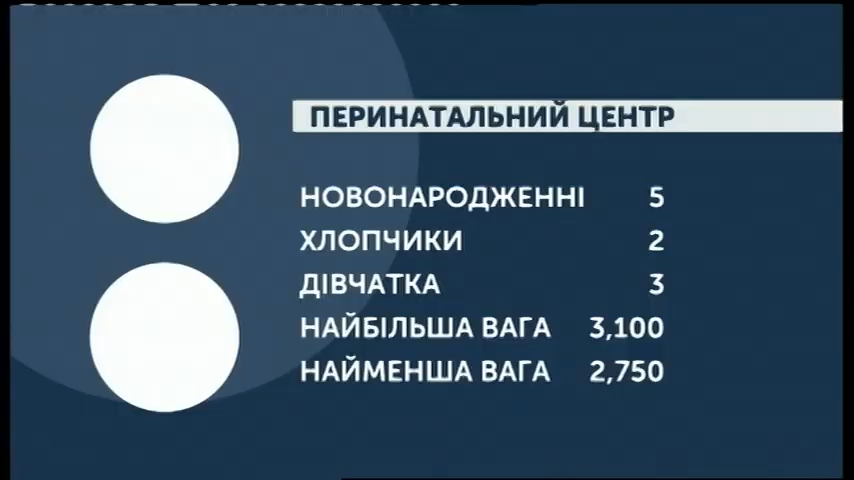 ПЕРИНАТАЛЬНИЙ ЦЕНТР
НОВОНАРОДЖЕННІ 5
ХЛОПЧИКИ 2
ДІВЧАТКА 3
НАЙБІЛЬША ВАГА 3,100
НАЙМЕНША ВАГА 2,750